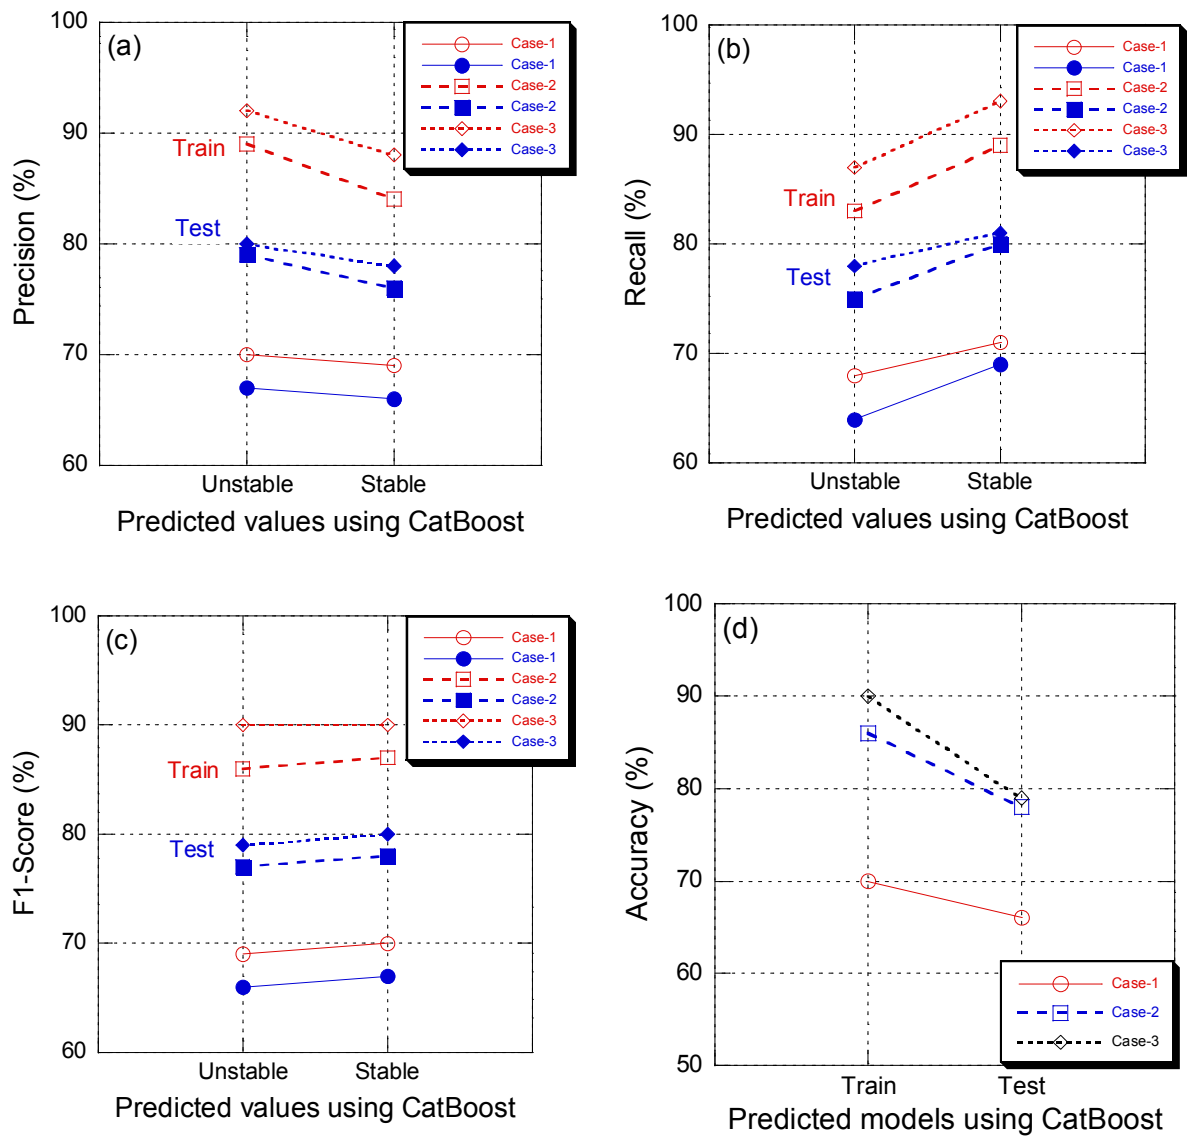 (a)
100
90
80
70
60
Precision (%)
Train
Test
Case-1
Case-1
Case-2
Case-2
Case-3
Case-3
Unstable
Stable
Predicted values using CatBoost
(b)
100
90
80
70
60
Recall (%)
Train
Test
Case-1
Case-1
Case-2
Case-2
Case-3
Case-3
Unstable
Stable
Predicted values using CatBoost
(c)
100
90
80
70
60
F1-Score (%)
Train
Test
Case-1
Case-1
Case-2
Case-2
Case-3
Case-3
Unstable
Stable
Predicted values using CatBoost
(d)
100
90
80
70
60
50
Accuracy (%)
Case-1
Case-2
Case-3
Train
Test
Predicted models using CatBoost